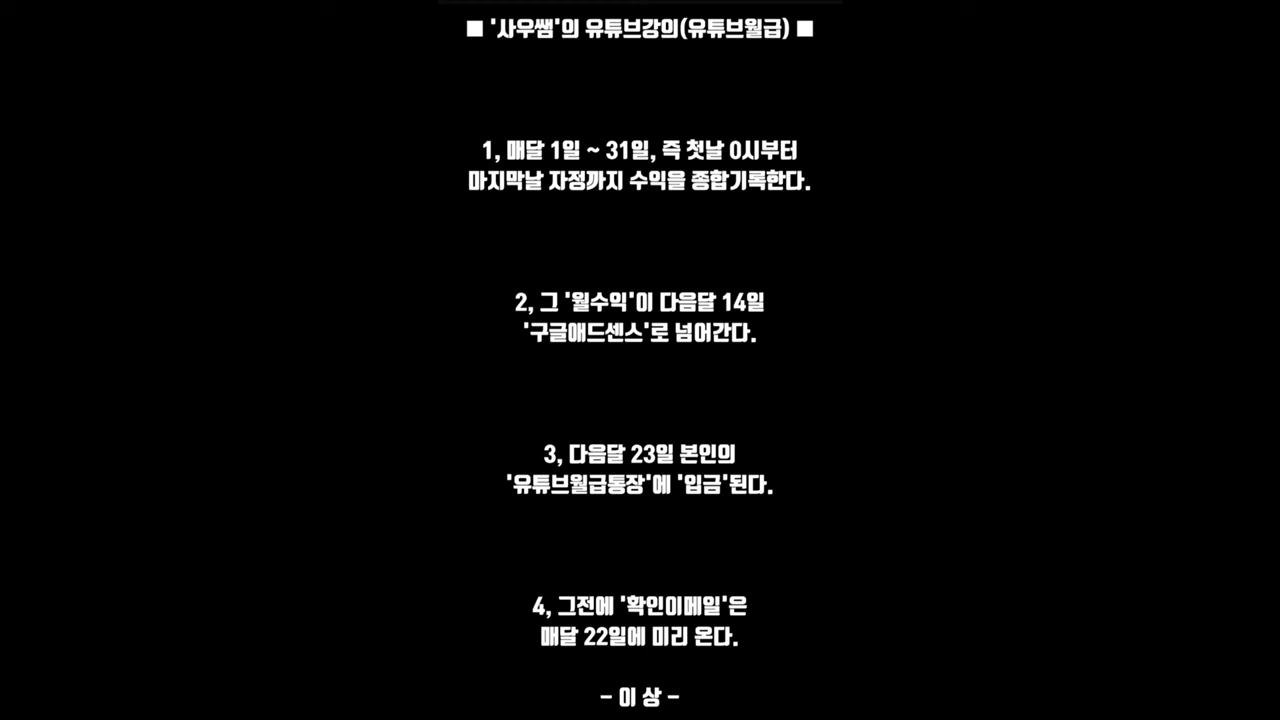 ■ '사우쌤'의 유튜브강의(유튜브월급) ■
1, 매달 1일 ~ 31일, 즉 첫날 0시부터
마지막날 자정까지 수익을 종합기록한다.
2, 그 '월수익'이 다음달 14일
'구글애드센스'로 넘어간다.
3, 다음달 23일 본인의
'유튜브월급통장'에 '입금'된다.
4, 그전에 '확인이메일'은
매달 22일에 미리 온다.
- 이 상 -